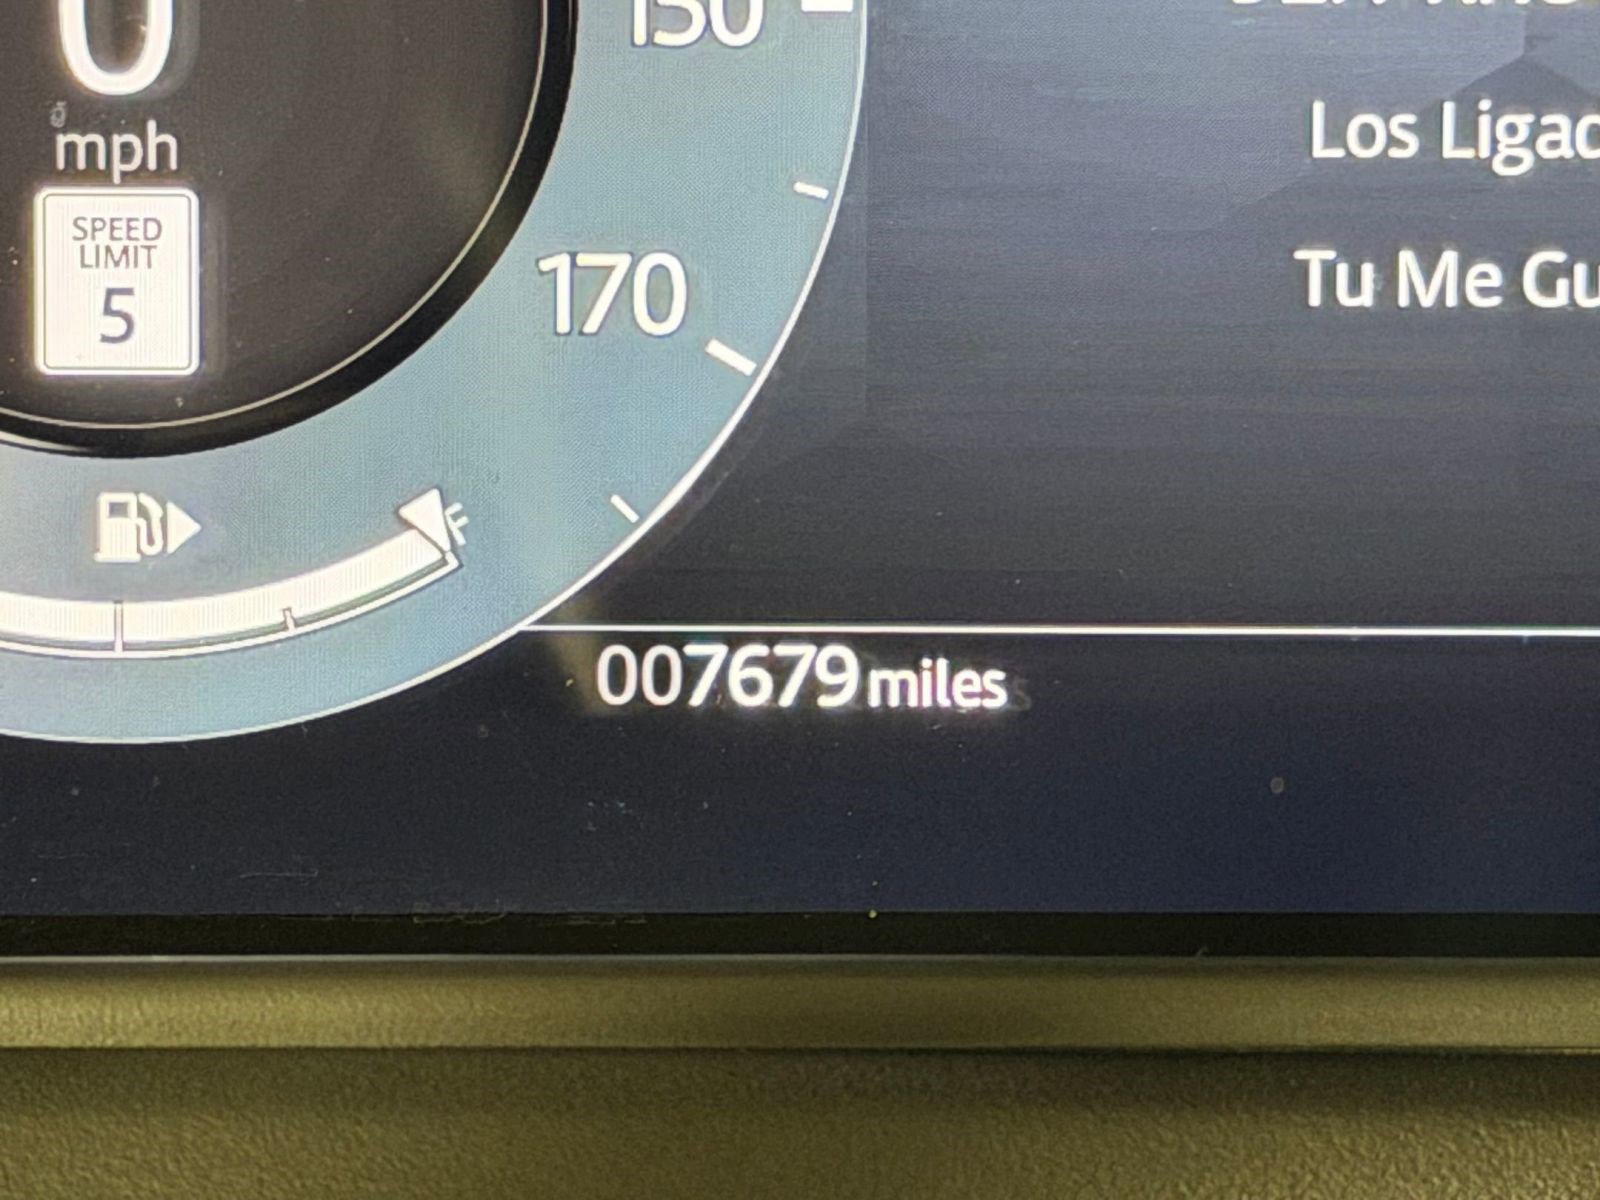 0
mph
SPEED
LIMIT
5
150
170
F
Los Ligad
Tu Me Gu
007679 miles